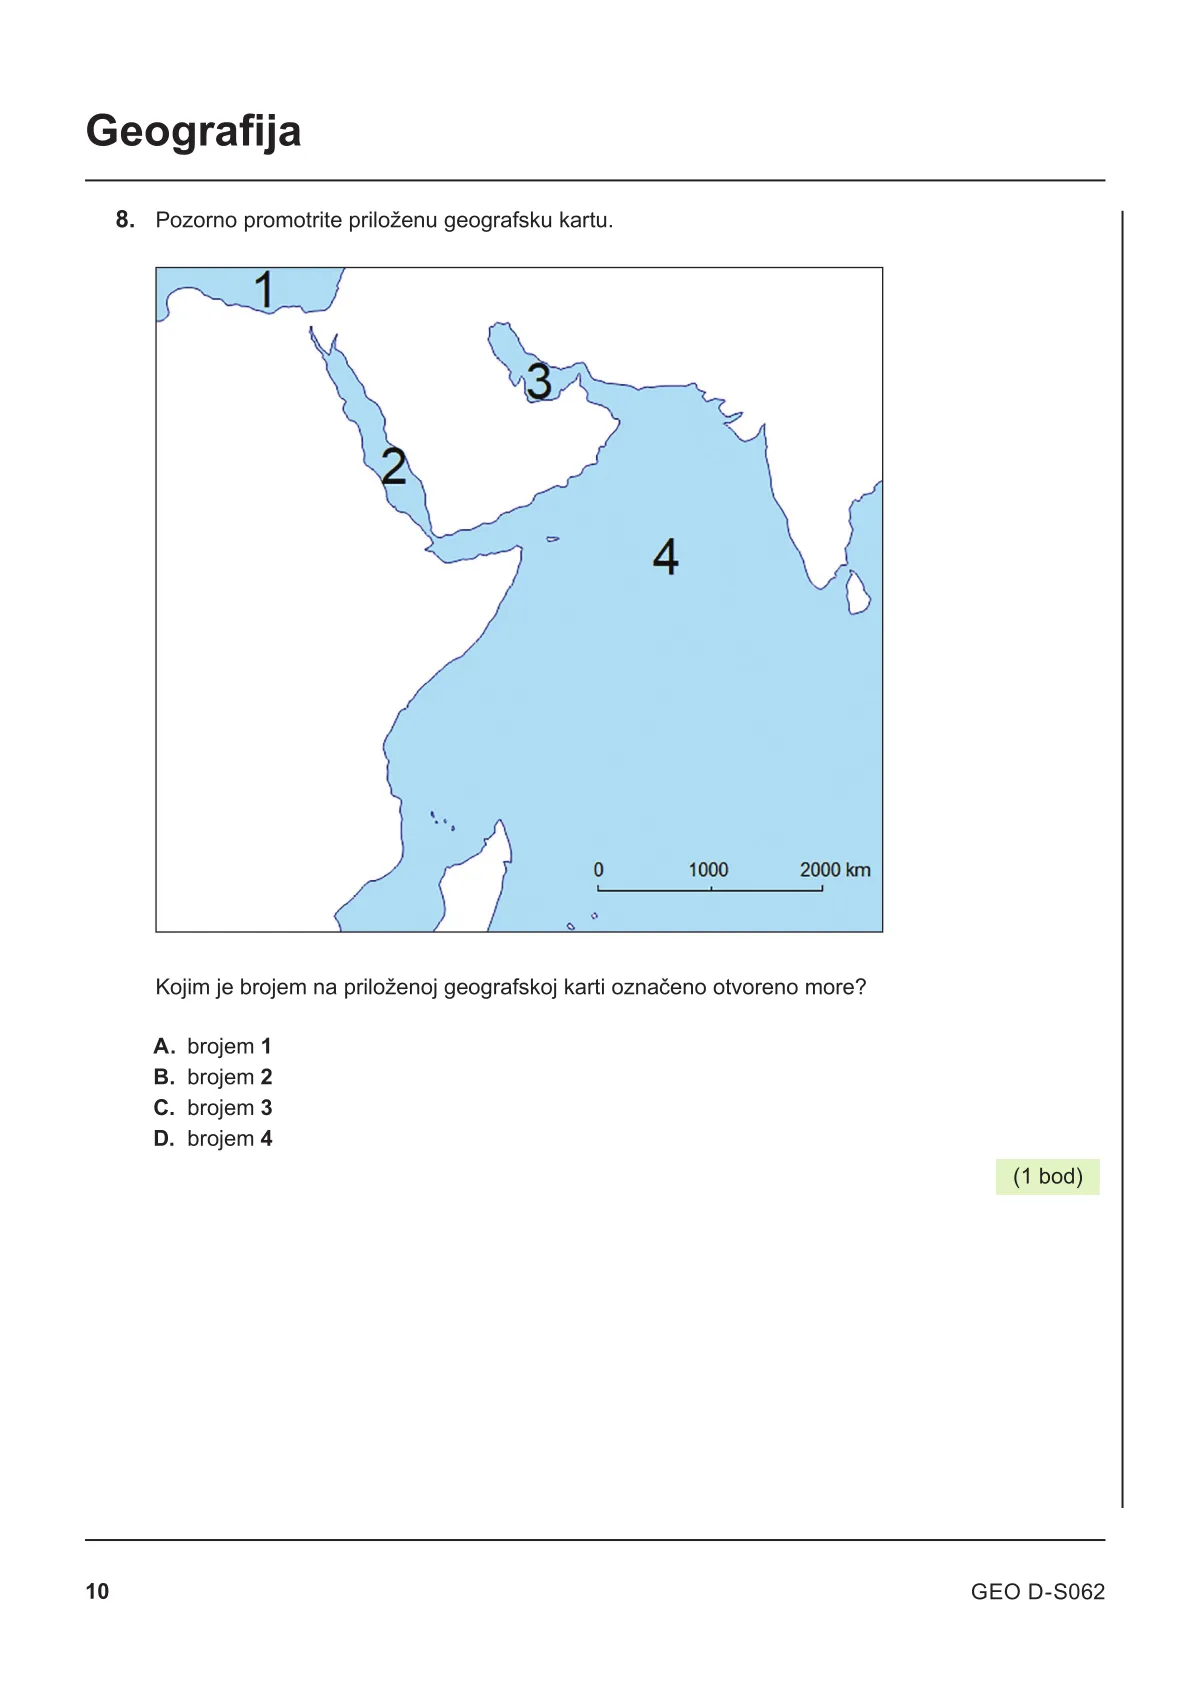 Geografija
8. Pozorno promotrite priloženu geografsku kartu.
1
3
2
4
0 1000 2000 km
Kojim je brojem na priloženoj geografskoj karti označeno otvoreno more?
A. brojem 1
B. brojem 2
C. brojem 3
D. brojem 4
(1 bod)
10 GEO D-S062